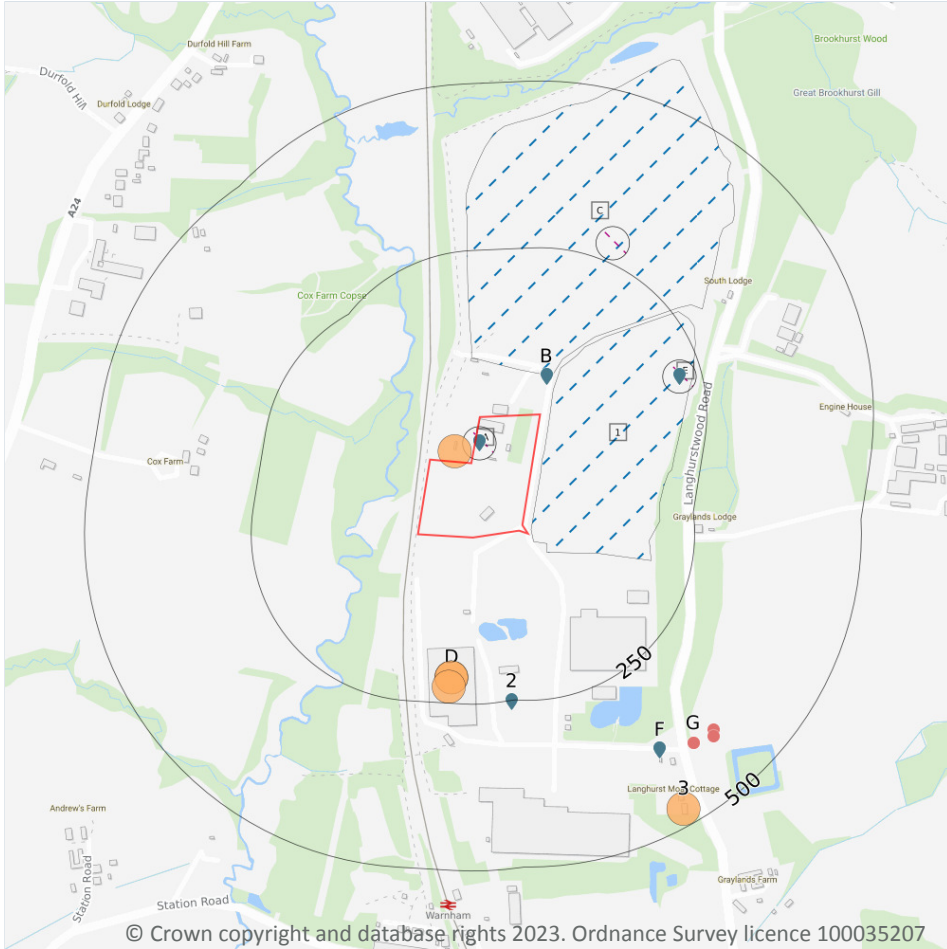 Brookhurst Wood
Durfold Hill Farm
Durfold Hill
Great Brookhurst Gill
Durfold Lodge
A24
C
South Lodge
Cox Farm Copse
B
E
Langhurstwood Road
Engine House
1
A
Cox Farm
Graylands Lodge
D
250
2
G
F
3
Langhurst Moat Cottage
500
Andrew's Farm
Station Road
Graylands Farm
Station Road
Warnham
© Crown copyright and database rights 2023. Ordnance Survey licence 100035207